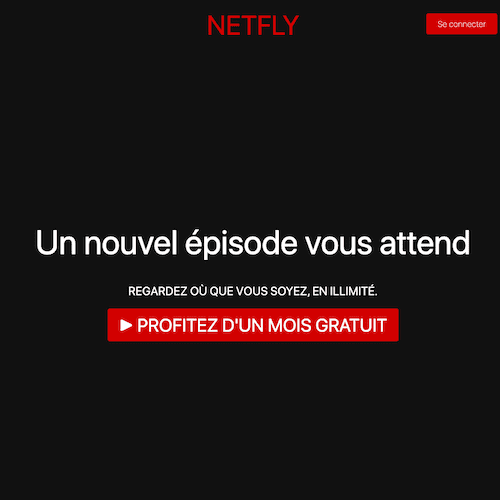 NETFLY
Se connecter
Un nouvel épisode vous attend
REGARDEZ OÙ QUE VOUS SOYEZ, EN ILLIMITÉ.
PROFITEZ D'UN MOIS GRATUIT